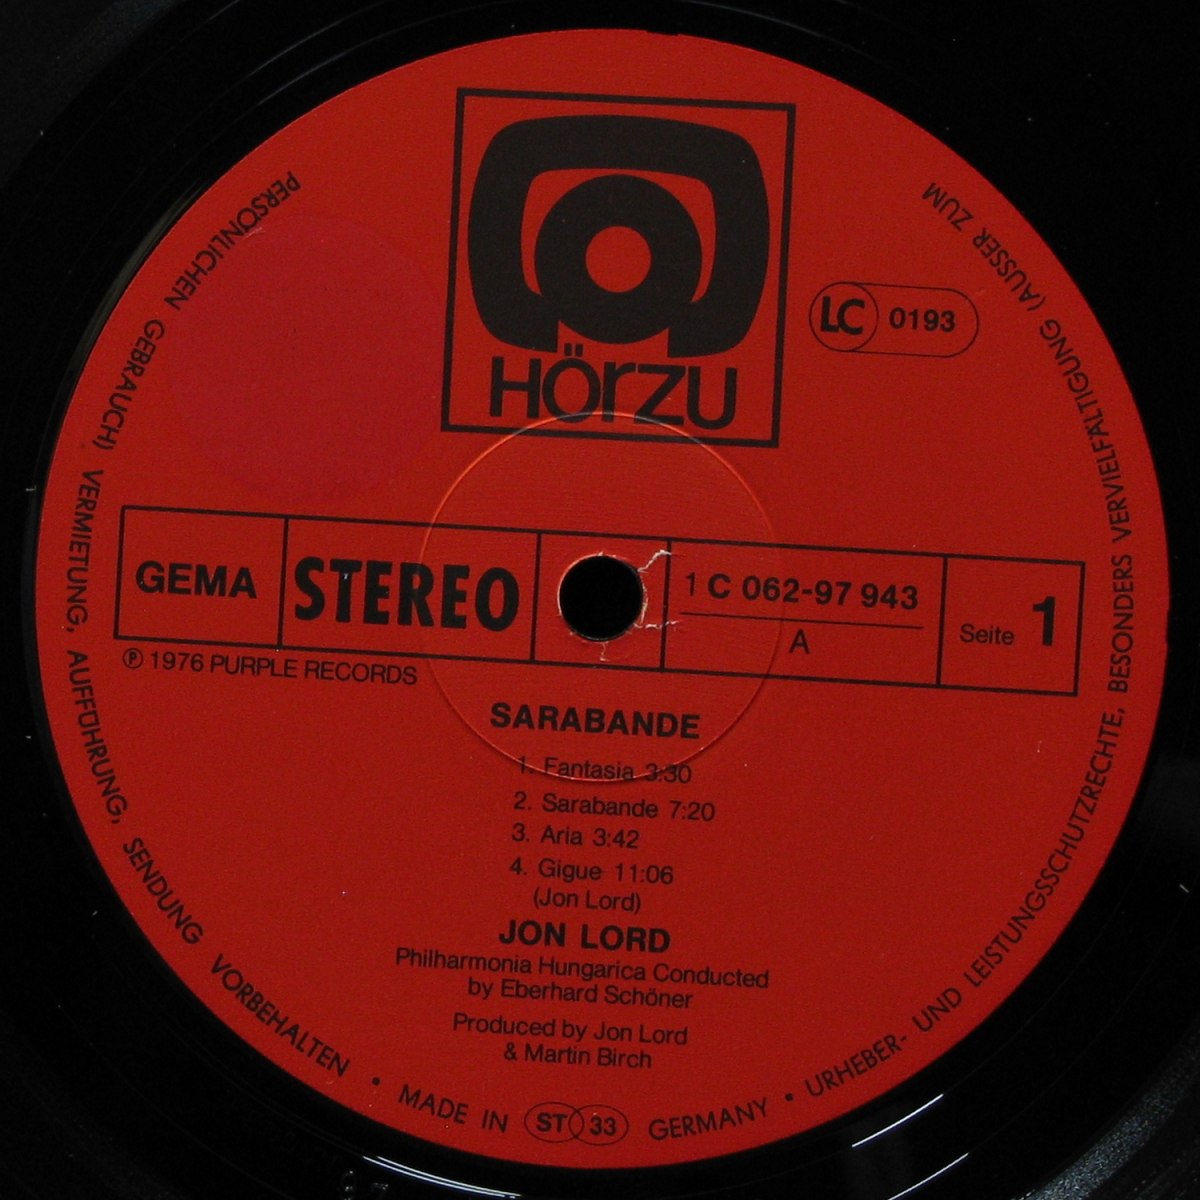 HÖRZU
LC 0193
GEMA
STEREO
1 C 062-97 943
A
Seite 1
℗ 1976 PURPLE RECORDS
SARABANDE
1. Fantasia 3:30
2. Sarabande 7:20
3. Aria 3:42
4. Gigue 11:06
(Jon Lord)
JON LORD
Philharmonia Hungarica Conducted
by Eberhard Schöner
Produced by Jon Lord
& Martin Birch
MADE IN ST 33 GERMANY • URHEBER- UND LEISTUNGSSCHUTZRECHTE, BESONDERS VERVIELFÄLTIGUNG (AUSSER ZUM
PERSÖNLICHEN GEBRAUCH) VERMIETUNG, AUFFÜHRUNG, SENDUNG VORBEHALTEN •